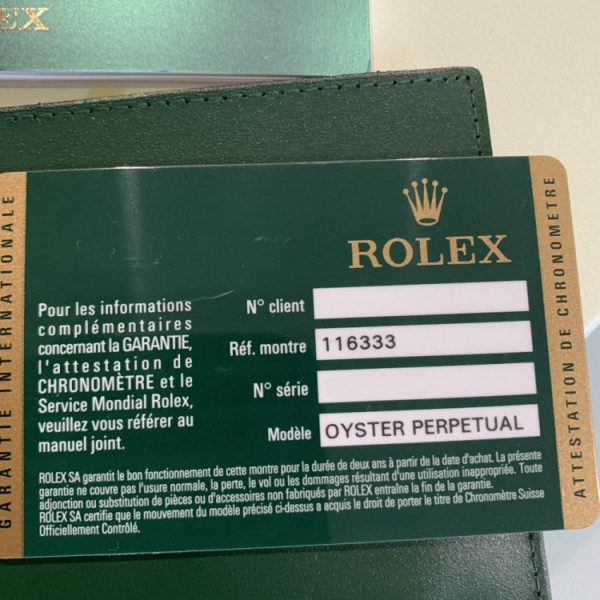 EX
GARANTIE INTERNATIONALE
ROLEX
ATTESTATION DE CHRONOMETRE
Pour les informations
complémentaires
concernant la GARANTIE,
l'attestation de
CHRONOMÈTRE et le
Service Mondial Rolex,
veuillez vous référer au
manuel joint.
N° client
Réf. montre 116333
N° série
Modèle OYSTER PERPETUAL
ROLEX SA garantit le bon fonctionnement de cette montre pour la durée de deux ans à partir de la date d'achat. La présente
garantie ne couvre pas l'usure normale, la perte, le vol ou les dommages résultant d'une utilisation inappropriée. Toute
adjonction ou substitution de pièces ou d'accessoires non fabriqués par ROLEX entraîne la fin de la garantie.
ROLEX SA certifie que le mouvement du modèle précisé ci-dessus a acquis le droit de porter le titre de Chronomètre Suisse
Officiellement Contrôlé.